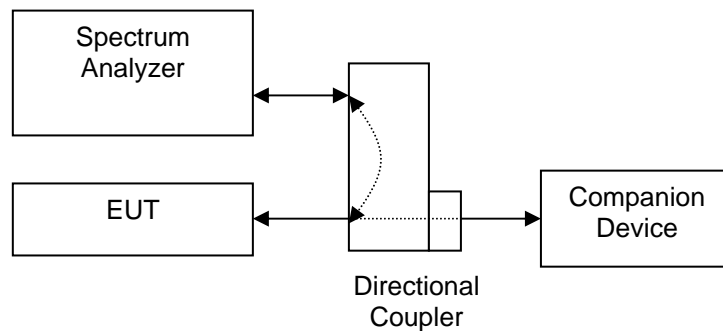 Spectrum
Analyzer
EUT
Companion
Device
Directional
Coupler